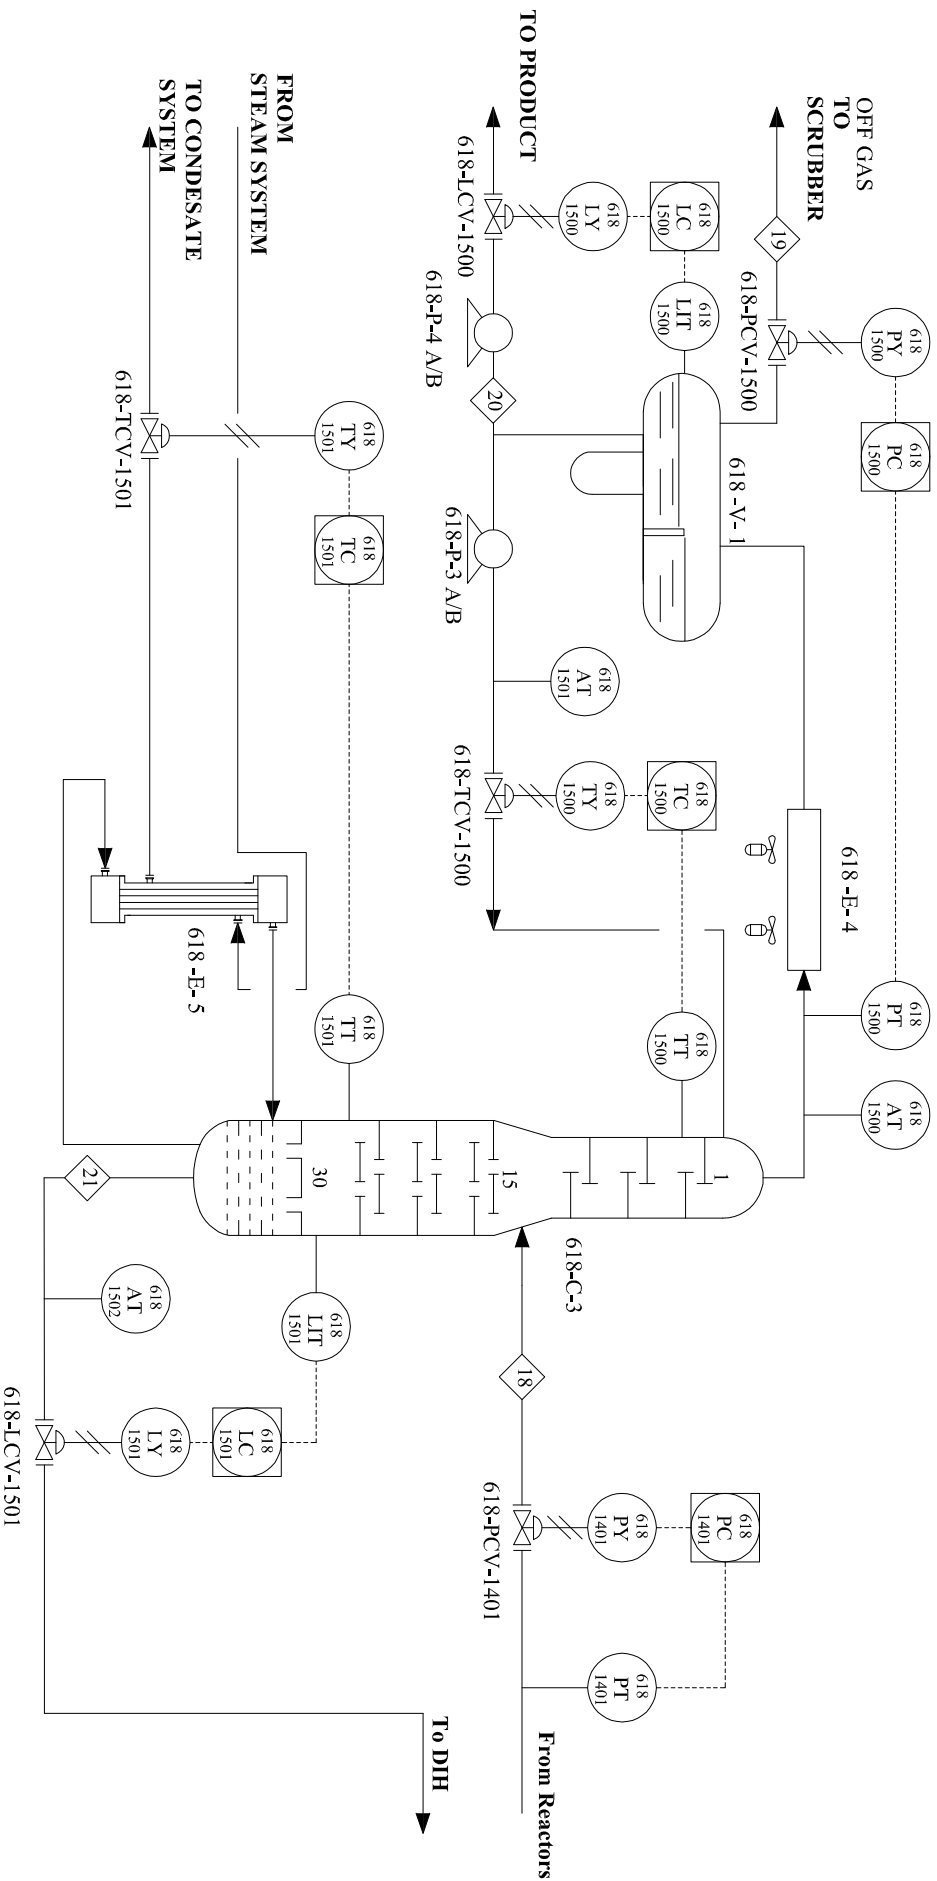 OFF GAS
TO
SCRUBBER
19
618-PCV-1500
618
PY
1500
618
PC
1500
618
PT
1500
618
AT
1500
618-E-4
618-V-1
TO PRODUCT
618-LCV-1500
618
LY
1500
618
LC
1500
618
LIT
1500
618-P-4 A/B
20
618-P-3 A/B
618
AT
1501
618-TCV-1500
618
TY
1500
618
TC
1500
618
TT
1500
1
15
30
618-C-3
18
618-PCV-1401
618
PY
1401
618
PC
1401
618
PT
1401
From Reactors
FROM
STEAM SYSTEM
TO CONDESATE
SYSTEM
618-TCV-1501
618
TY
1501
618
TC
1501
618
TT
1501
618-E-5
21
618
AT
1502
618
LIT
1501
618
LC
1501
618
LY
1501
618-LCV-1501
To DIH